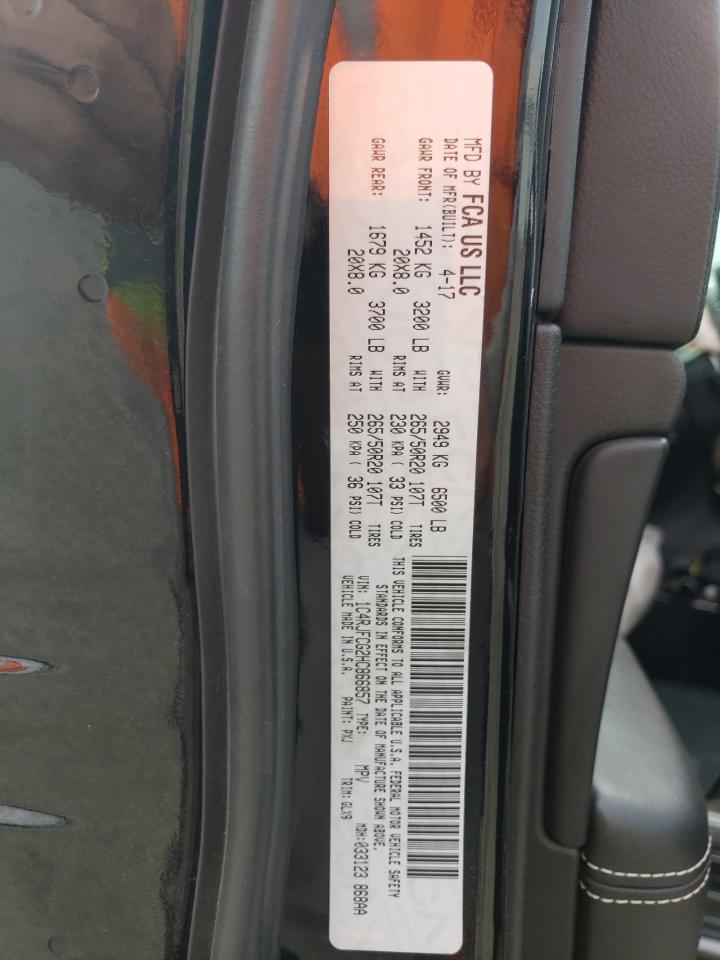 MFD BY FCA US LLC
DATE OF MFR(BUILT): 4-17 GVWR: 2949 KG 6500 LB
GAWR FRONT: 1452 KG 3200 LB WITH 265/50R20 107T TIRES
20X8.0 RIMS AT 230 KPA ( 33 PSI) COLD
GAWR REAR: 1679 KG 3700 LB WITH 265/50R20 107T TIRES
20X8.0 RIMS AT 250 KPA ( 36 PSI) COLD
THIS VEHICLE CONFORMS TO ALL APPLICABLE U.S.A. FEDERAL MOTOR VEHICLE SAFETY
STANDARDS IN EFFECT ON THE DATE OF MANUFACTURE SHOWN ABOVE.
VIN: 1C4RJFCG2HC866857 TYPE: MPV MDH:033123 868AA
VEHICLE MADE IN U.S.A. PAINT: PXJ TRIM: GLX9